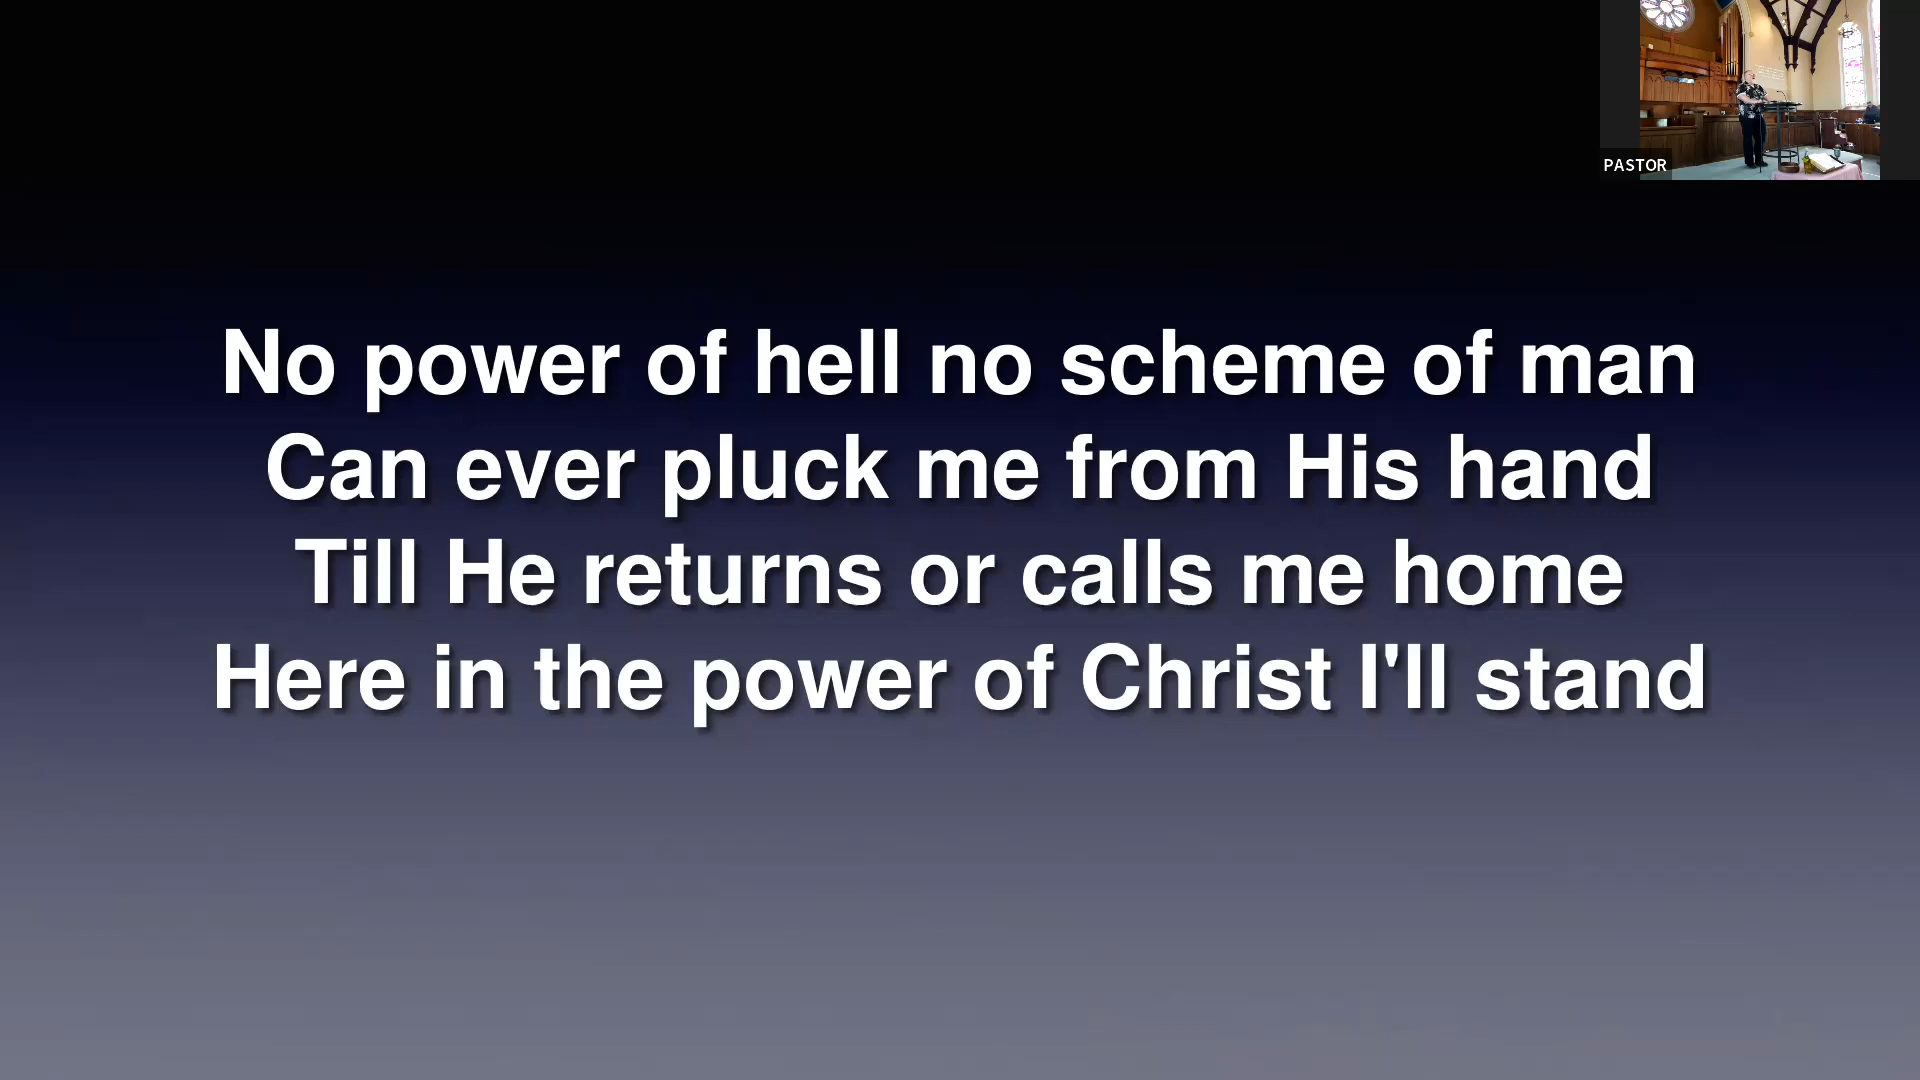 PASTOR
No power of hell no scheme of man
Can ever pluck me from His hand
Till He returns or calls me home
Here in the power of Christ I'll stand